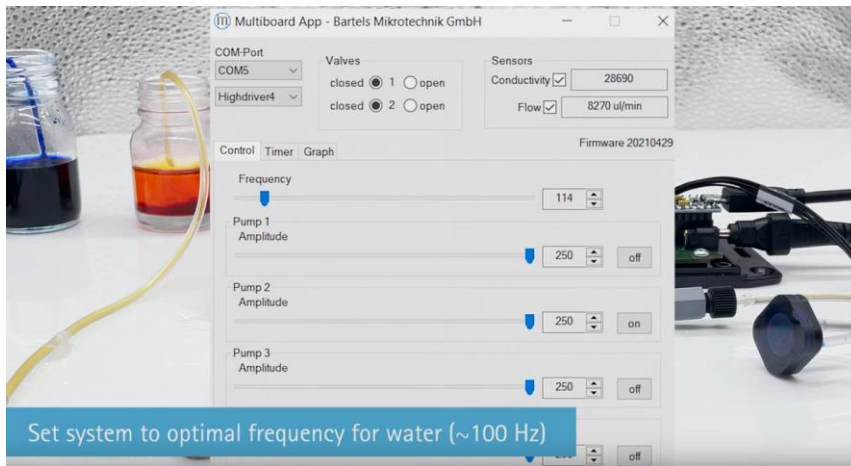 Multiboard App - Bartels Mikrotechnik GmbH
COM-Port
COM5
Highdriver4
Valves
closed 1 open
closed 2 open
Sensors
Conductivity 28690
Flow 8270 ul/min
Firmware 20210429
Control Timer Graph
Frequency
114
Pump 1
Amplitude
250 off
Pump 2
Amplitude
250 on
Pump 3
Amplitude
250 off
Set system to optimal frequency for water (~100 Hz)
off